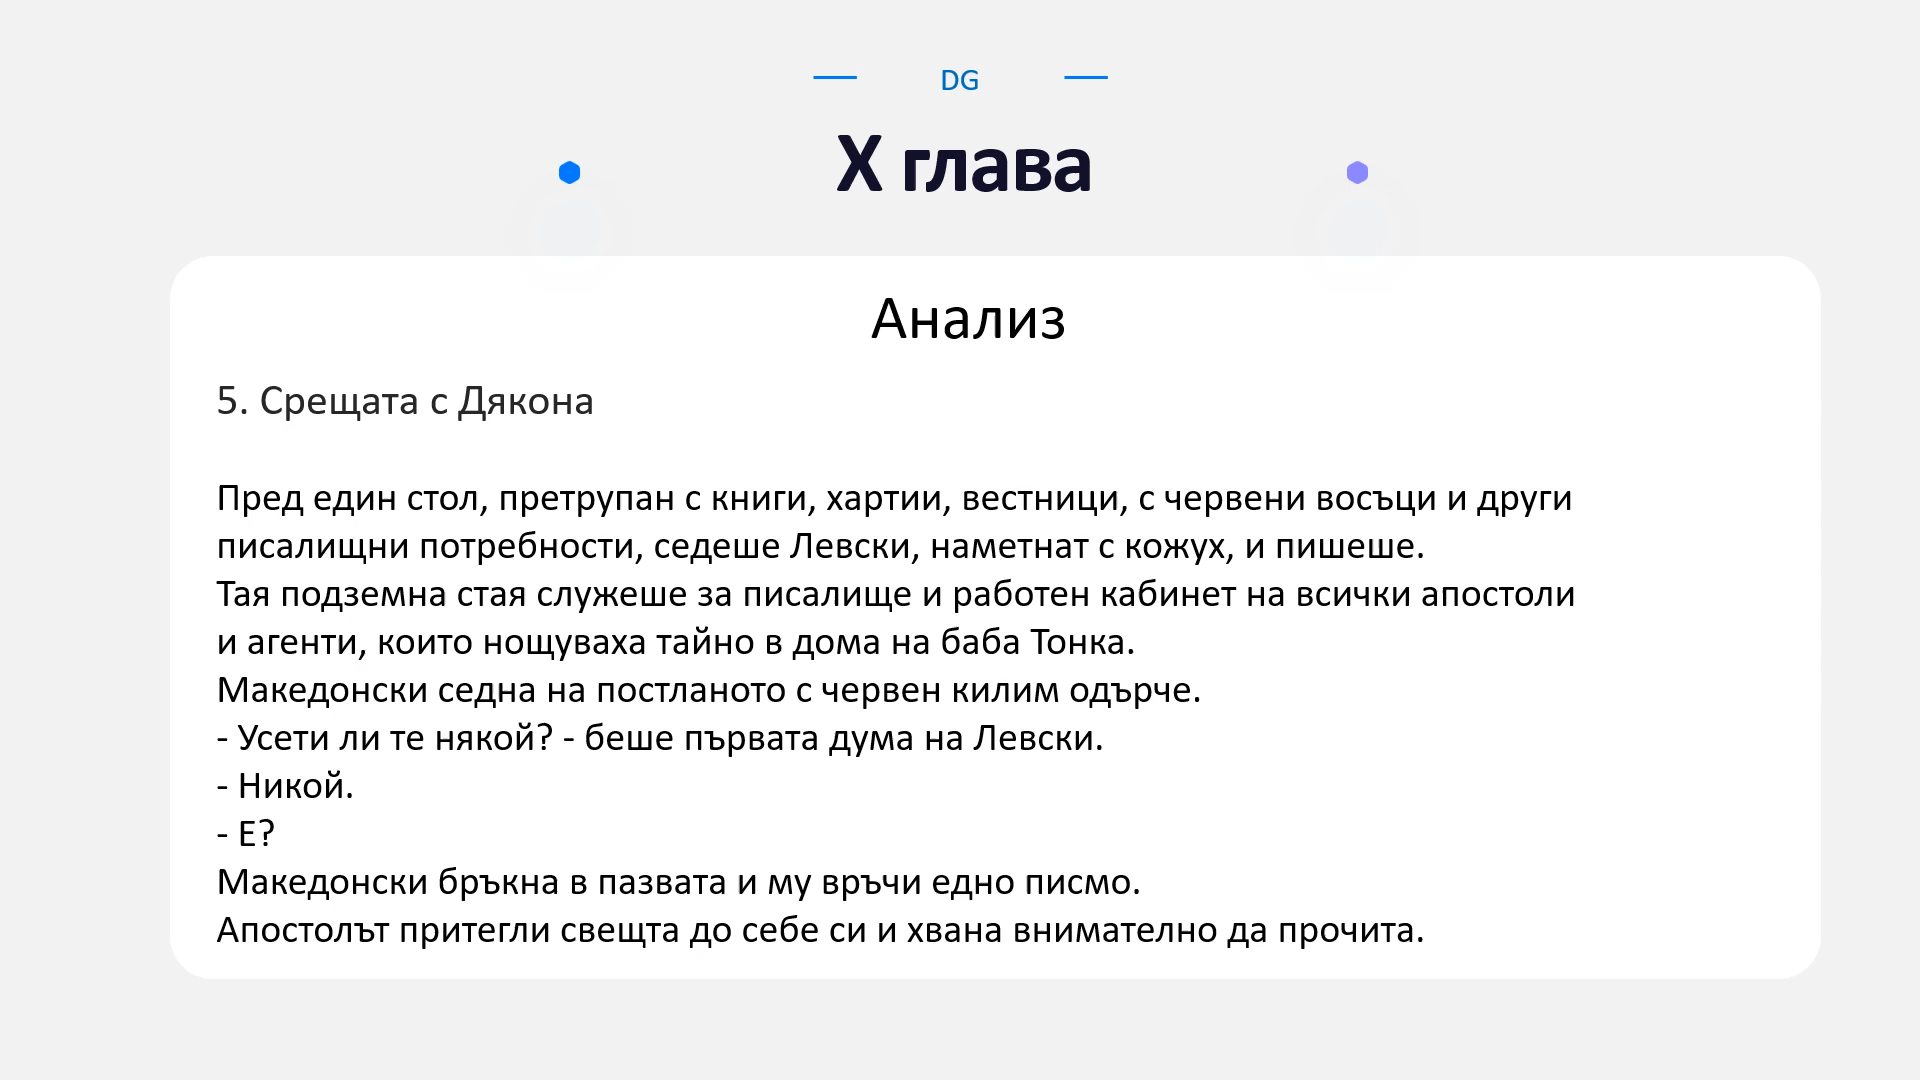 DG
X глава
Анализ
5. Срещата с Дякона
Пред един стол, претрупан с книги, хартии, вестници, с червени восъци и други
писалищни потребности, седеше Левски, наметнат с кожух, и пишеше.
Тая подземна стая служеше за писалище и работен кабинет на всички апостоли
и агенти, които нощуваха тайно в дома на баба Тонка.
Македонски седна на постланото с червен килим одърче.
- Усети ли те някой? - беше първата дума на Левски.
- Никой.
- Е?
Македонски бръкна в пазвата и му връчи едно писмо.
Апостолът притегли свещта до себе си и хвана внимателно да прочита.